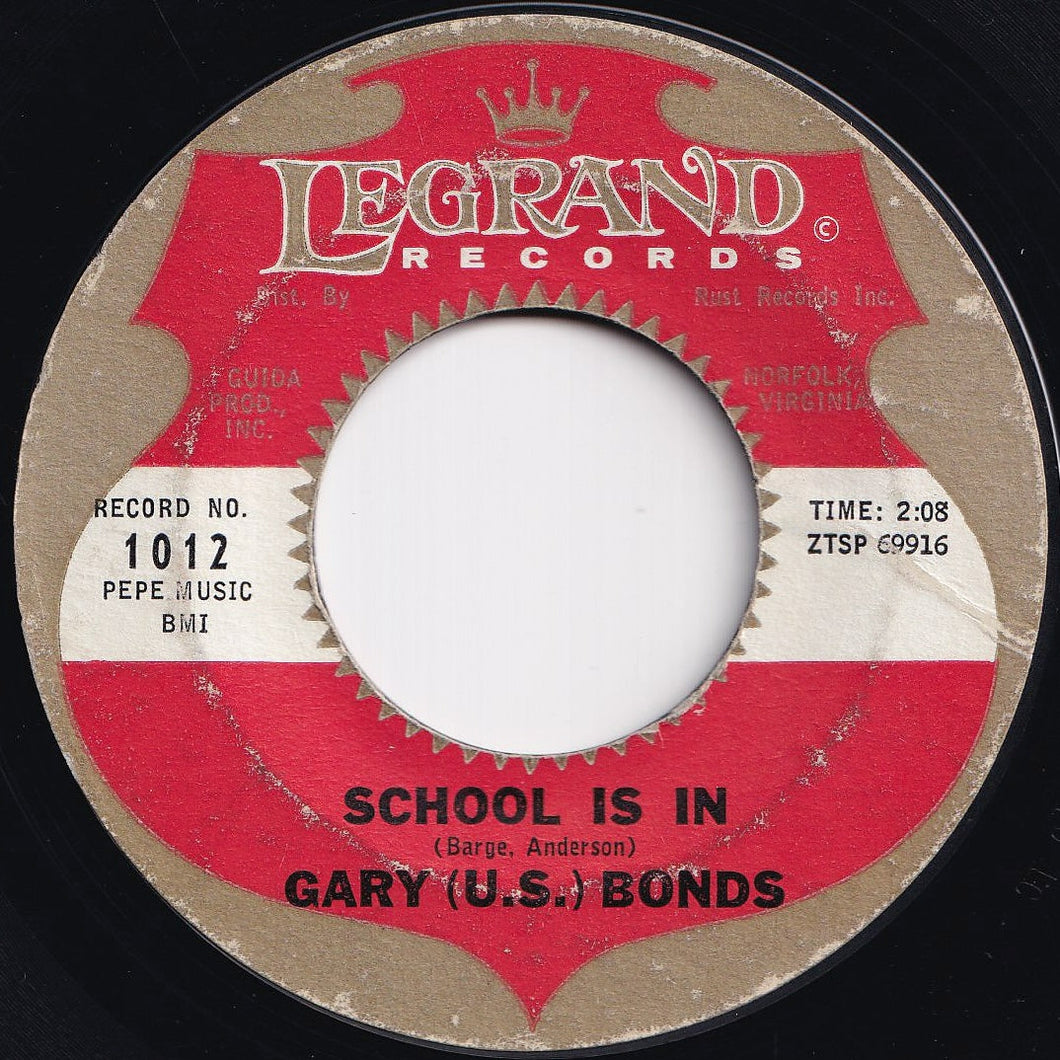 LEGRAND
©
RECORDS
Dist. By
Rust Records Inc.
GUIDA
PROD.,
INC.
NORFOLK,
VIRGINIA
RECORD NO.
1012
PEPE MUSIC
BMI
TIME: 2:08
ZTSP 69916
SCHOOL IS IN
(Barge, Anderson)
GARY (U.S.) BONDS